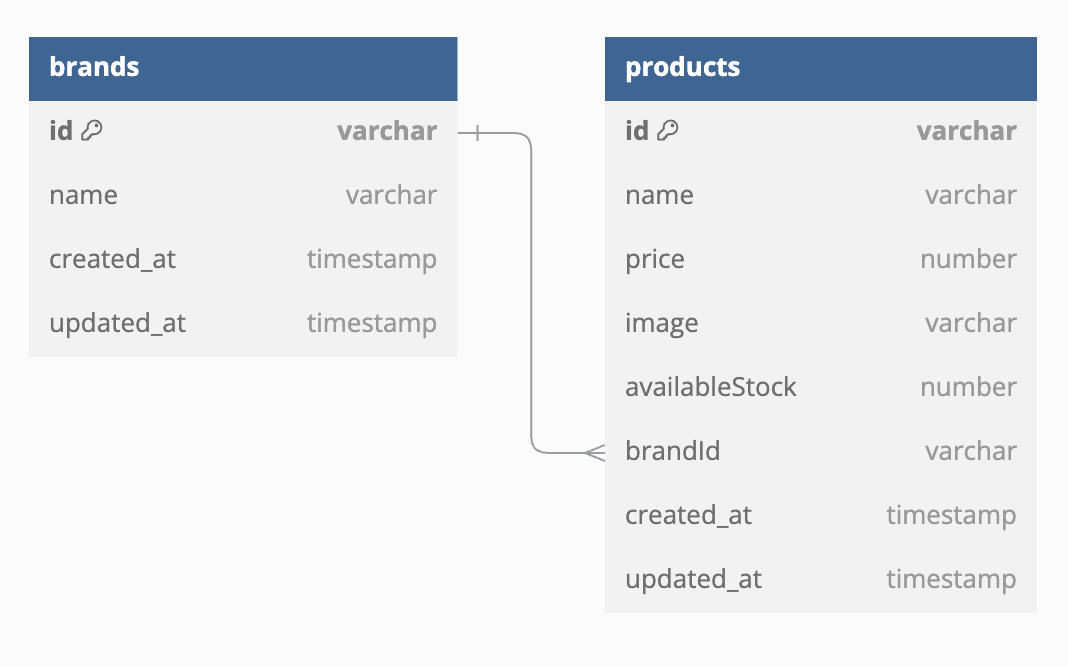 brands
id varchar
name varchar
created_at timestamp
updated_at timestamp
products
id varchar
name varchar
price number
image varchar
availableStock number
brandId varchar
created_at timestamp
updated_at timestamp